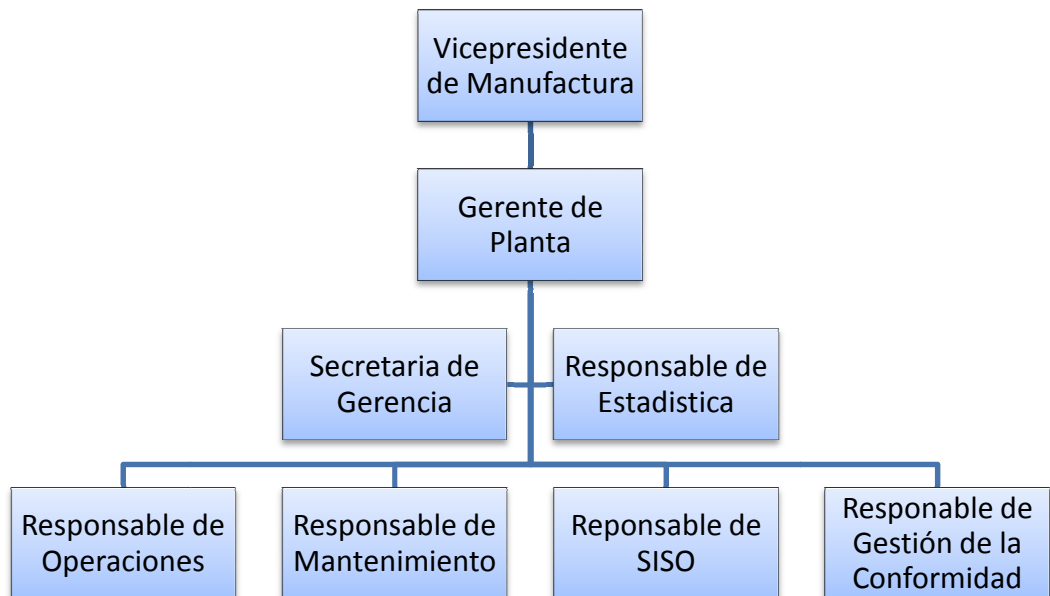 Vicepresidente
de Manufactura
Gerente de
Planta
Secretaria de
Gerencia
Responsable de
Estadistica
Responsable de
Operaciones
Responsable de
Mantenimiento
Reponsable de
SISO
Responable de
Gestión de la
Conformidad